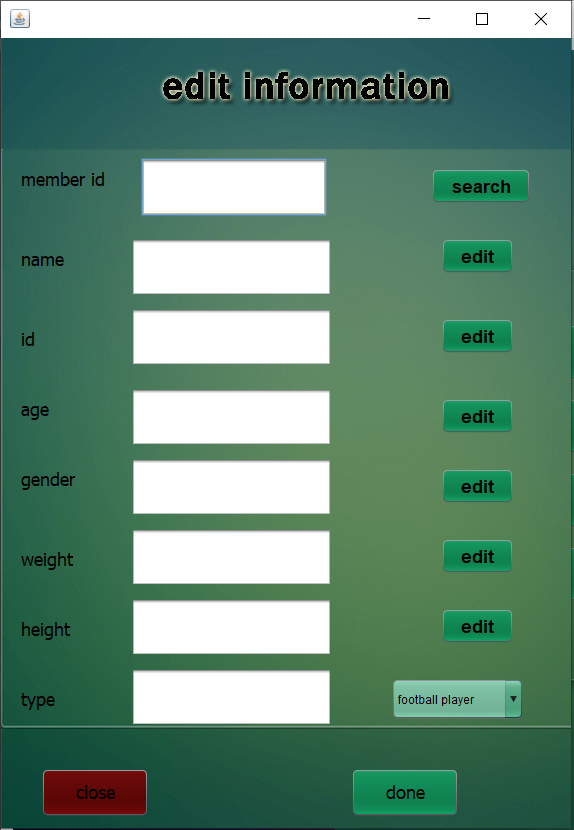 edit information
member id search
name edit
id edit
age edit
gender edit
weight edit
height edit
type football player
close done